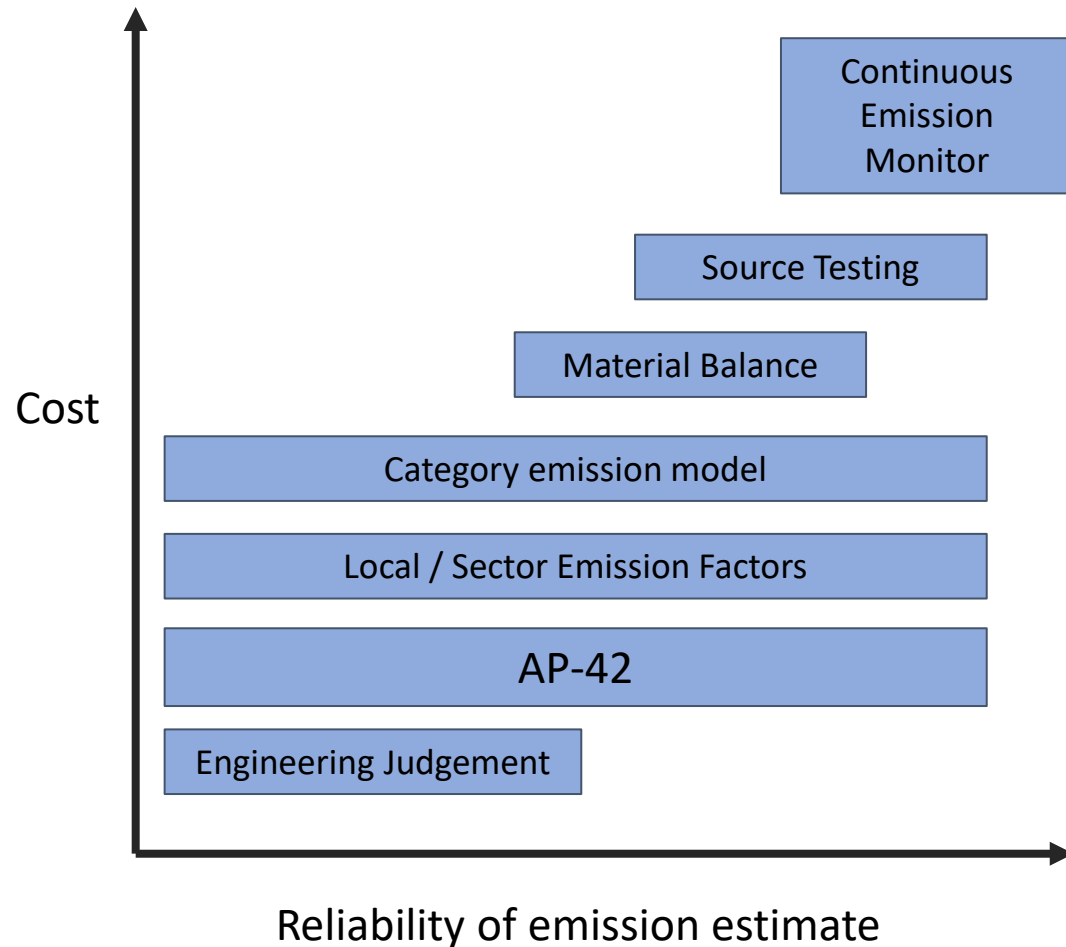 Continuous
Emission
Monitor
Source Testing
Material Balance
Cost
Category emission model
Local / Sector Emission Factors
AP-42
Engineering Judgement
Reliability of emission estimate